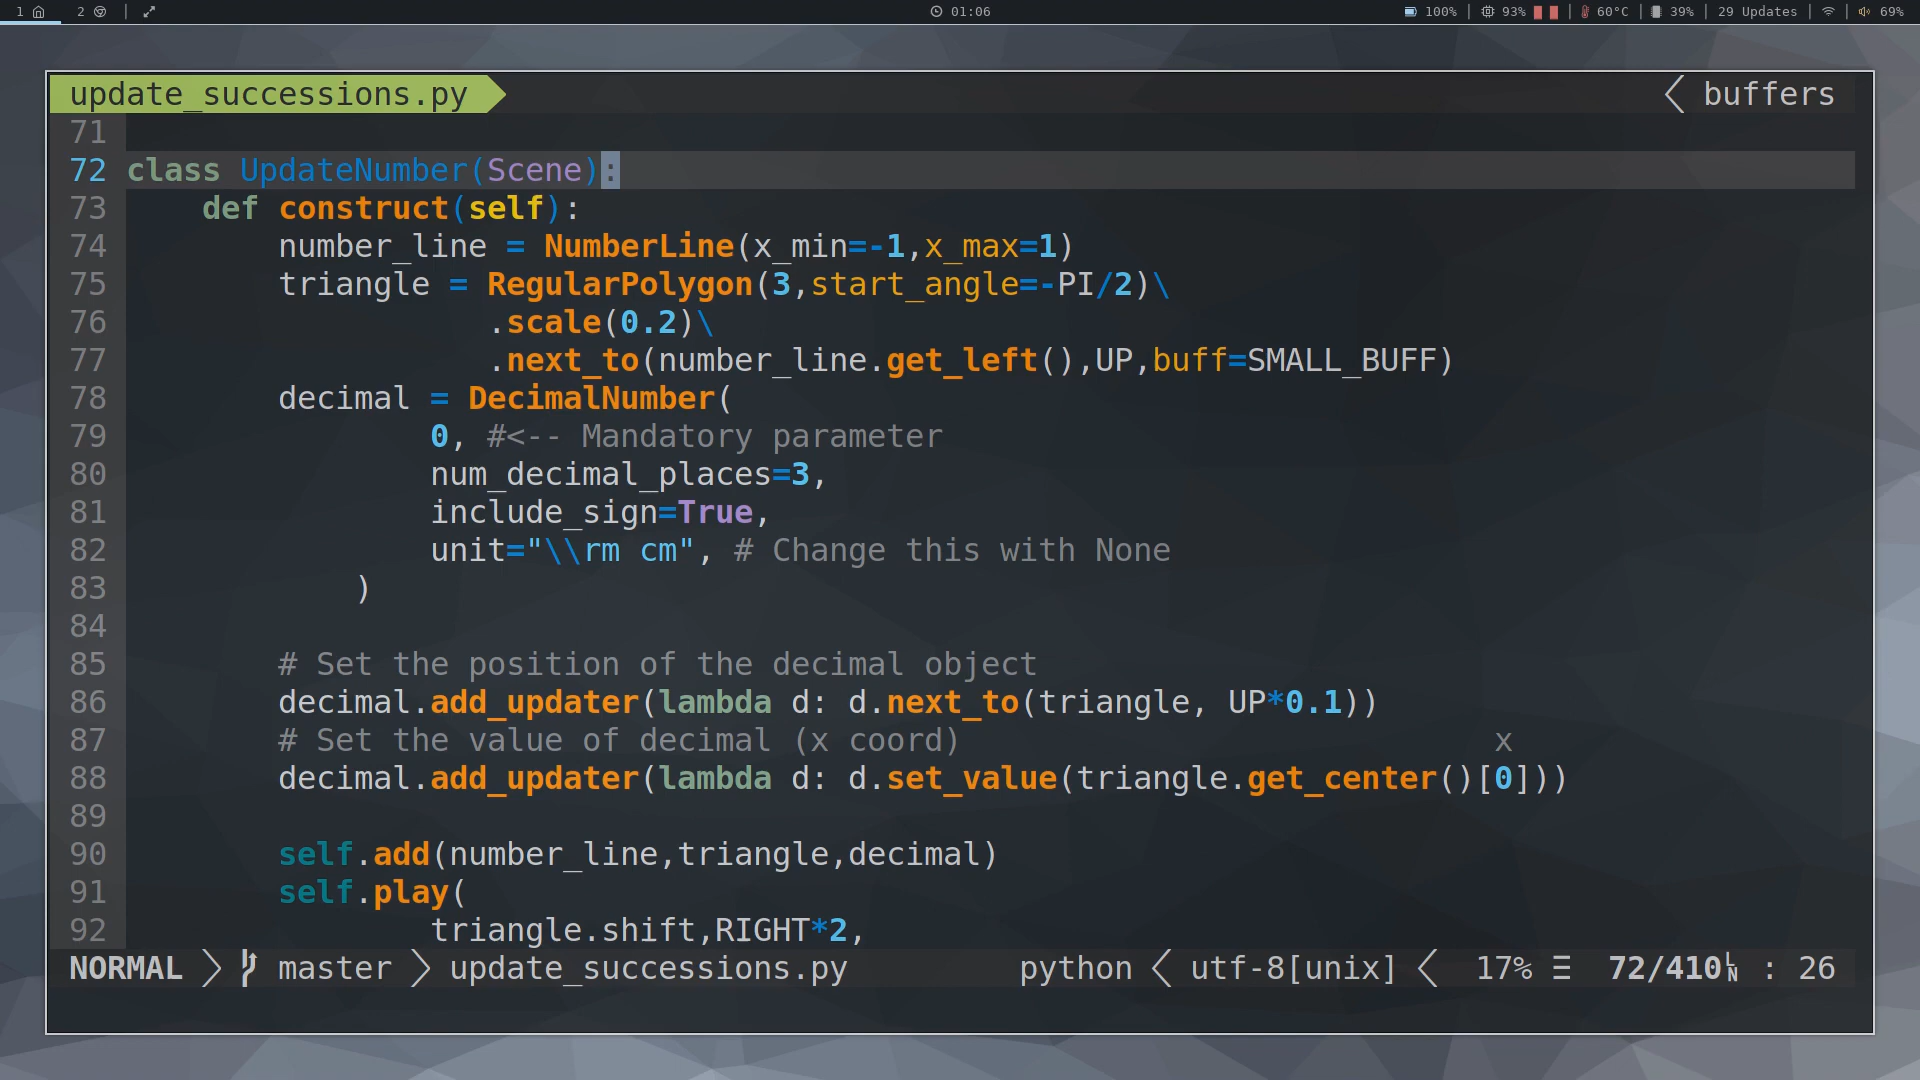 1 2 01:06 100% 93% 60°C 39% 29 Updates 69%
update_successions.py buffers
71
72 class UpdateNumber(Scene):
73     def construct(self):
74         number_line = NumberLine(x_min=-1,x_max=1)
75         triangle = RegularPolygon(3,start_angle=-PI/2)\
76                    .scale(0.2)\
77                    .next_to(number_line.get_left(),UP,buff=SMALL_BUFF)
78         decimal = DecimalNumber(
79                 0, #<-- Mandatory parameter
80                 num_decimal_places=3,
81                 include_sign=True,
82                 unit="\\rm cm", # Change this with None
83             )
84
85         # Set the position of the decimal object
86         decimal.add_updater(lambda d: d.next_to(triangle, UP*0.1))
87         # Set the value of decimal (x coord)                            x
88         decimal.add_updater(lambda d: d.set_value(triangle.get_center()[0]))
89
90         self.add(number_line,triangle,decimal)
91         self.play(
92                 triangle.shift,RIGHT*2,
NORMAL master update_successions.py python utf-8[unix] 17% ☰ 72/410 LN : 26